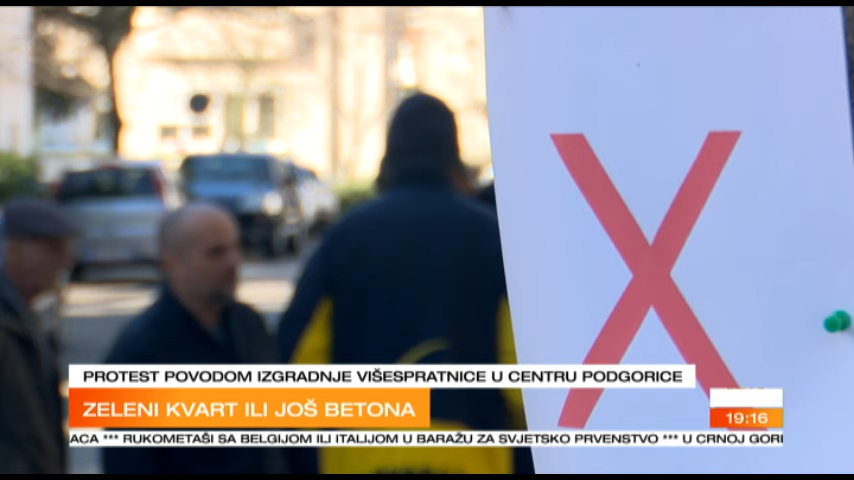 X
PROTEST POVODOM IZGRADNJE VIŠESPRATNICE U CENTRU PODGORICE
ZELENI KVART ILI JOŠ BETONA
19:16
ACA *** RUKOMETAŠI SA BELGIJOM ILI ITALIJOM U BARAŽU ZA SVJETSKO PRVENSTVO *** U CRNOJ GORI